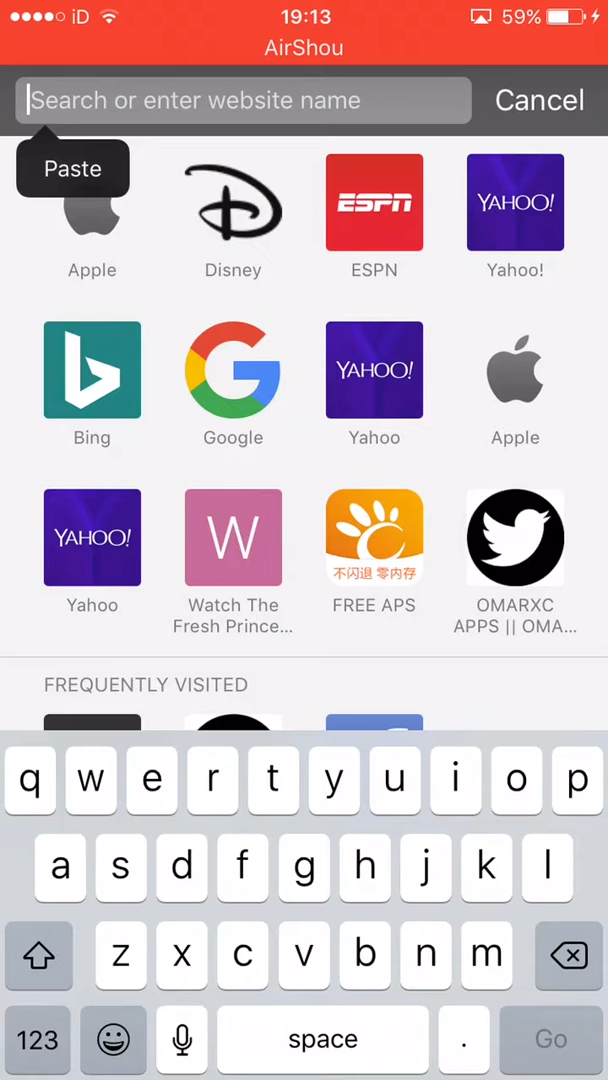 iD 19:13 59%
AirShou
Search or enter website name Cancel
Paste
ESPN YAHOO!
Apple Disney ESPN Yahoo!
YAHOO!
Bing Google Yahoo Apple
YAHOO! W 不闪退 零内存
Yahoo Watch The Fresh Prince... FREE APS OMARXC APPS || OMA...
FREQUENTLY VISITED
q w e r t y u i o p
a s d f g h j k l
z x c v b n m
123 space . Go